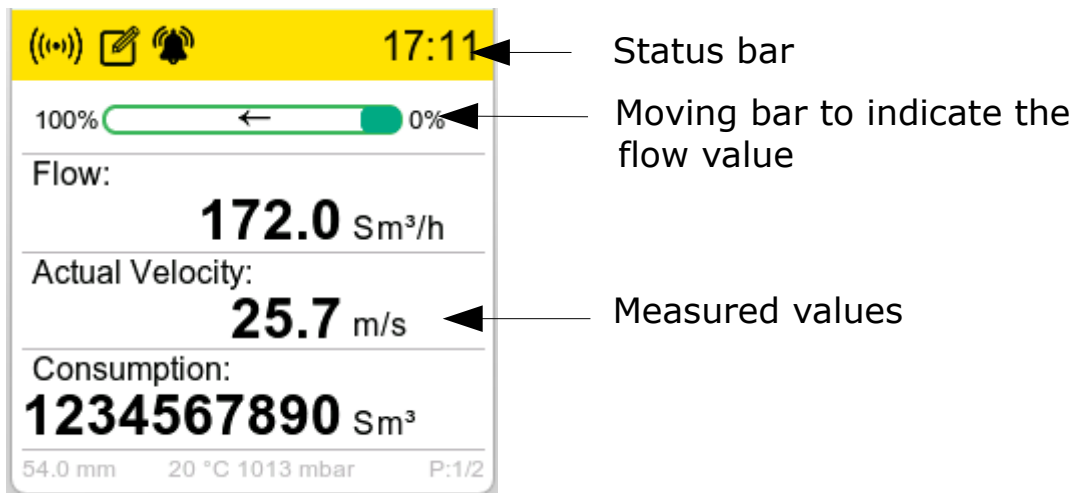 17:11
Status bar
100% ← 0%
Moving bar to indicate the
flow value
Flow:
172.0 Sm³/h
Actual Velocity:
25.7 m/s
Measured values
Consumption:
1234567890 Sm³
54.0 mm 20 °C 1013 mbar P:1/2